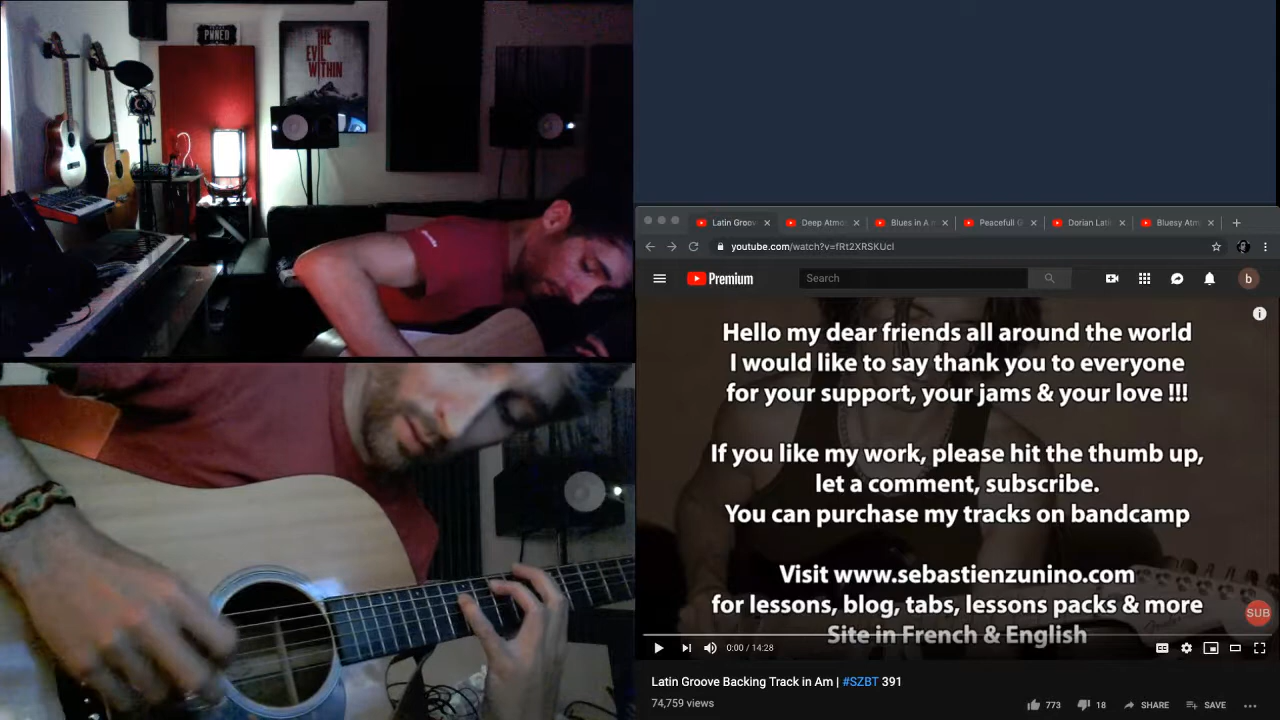 PWNED
THE
EVIL
WITHIN
Latin Groov
Deep Atmo
Blues in A
Peacefull G
Dorian Lati
Bluesy Atm
youtube.com/watch?v=fRt2XRSKUcI
Premium
Search
b
Hello my dear friends all around the world
I would like to say thank you to everyone
for your support, your jams & your love !!!
If you like my work, please hit the thumb up,
let a comment, subscribe.
You can purchase my tracks on bandcamp
Visit www.sebastienzunino.com
for lessons, blog, tabs, lessons packs & more
Site in French & English
SUB
0:00 / 14:28
CC
Latin Groove Backing Track in Am | #SZBT 391
74,759 views
773
18
SHARE
SAVE